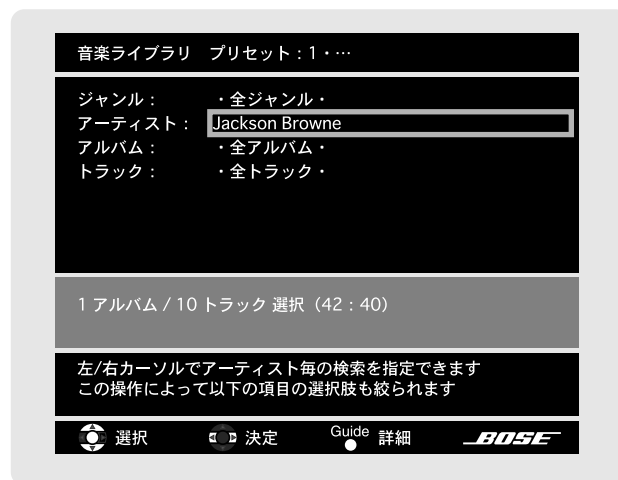 音楽ライブラリ プリセット：1・…
ジャンル： ・全ジャンル・
アーティスト： Jackson Browne
アルバム： ・全アルバム・
トラック： ・全トラック・
1 アルバム / 10 トラック 選択（42：40）
左/右カーソルでアーティスト毎の検索を指定できます
この操作によって以下の項目の選択肢も絞られます
選択 決定 Guide 詳細 BOSE